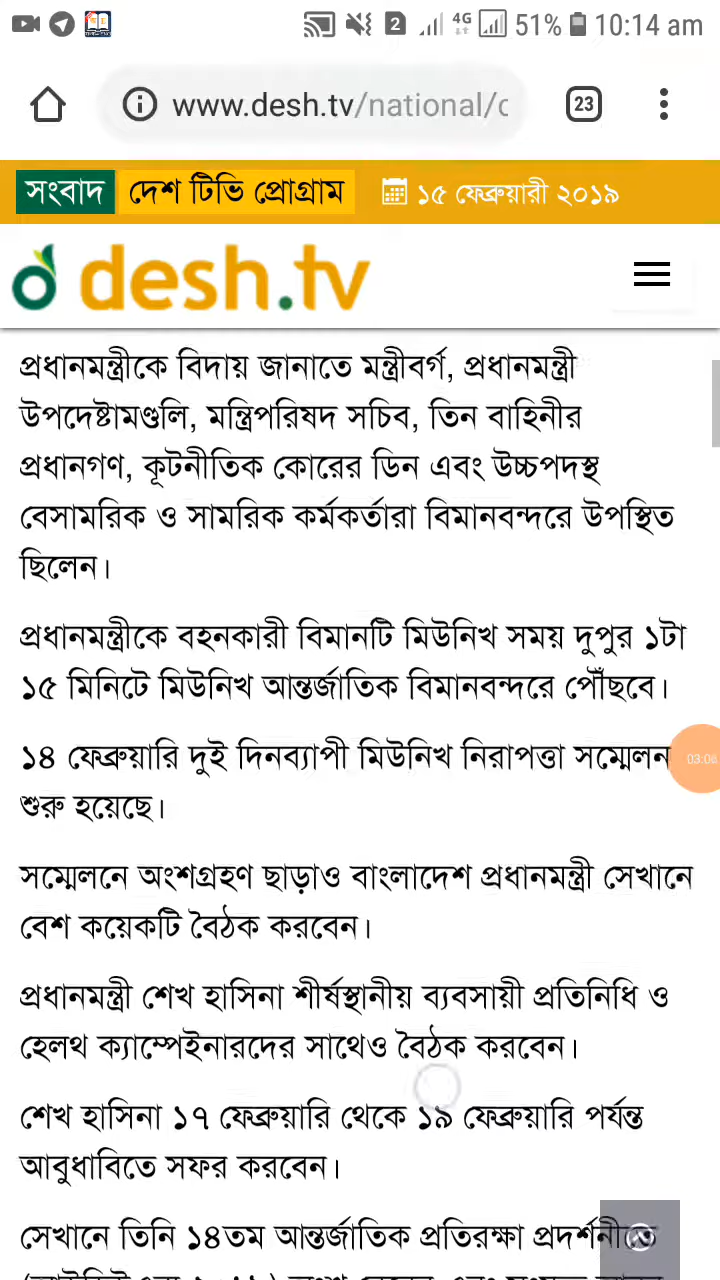 2 4G 51% 10:14 am
www.desh.tv/national/c 23
সংবাদ দেশ টিভি প্রোগ্রাম ১৫ ফেব্রুয়ারী ২০১৯
desh.tv
প্রধানমন্ত্রীকে বিদায় জানাতে মন্ত্রীবর্গ, প্রধানমন্ত্রী
উপদেষ্টামণ্ডলি, মন্ত্রিপরিষদ সচিব, তিন বাহিনীর
প্রধানগণ, কূটনীতিক কোরের ডিন এবং উচ্চপদস্থ
বেসামরিক ও সামরিক কর্মকর্তারা বিমানবন্দরে উপস্থিত
ছিলেন।
প্রধানমন্ত্রীকে বহনকারী বিমানটি মিউনিখ সময় দুপুর ১টা
১৫ মিনিটে মিউনিখ আন্তর্জাতিক বিমানবন্দরে পৌঁছবে।
১৪ ফেব্রুয়ারি দুই দিনব্যাপী মিউনিখ নিরাপত্তা সম্মেলন
03:06
শুরু হয়েছে।
সম্মেলনে অংশগ্রহণ ছাড়াও বাংলাদেশ প্রধানমন্ত্রী সেখানে
বেশ কয়েকটি বৈঠক করবেন।
প্রধানমন্ত্রী শেখ হাসিনা শীর্ষস্থানীয় ব্যবসায়ী প্রতিনিধি ও
হেলথ ক্যাম্পেইনারদের সাথেও বৈঠক করবেন।
শেখ হাসিনা ১৭ ফেব্রুয়ারি থেকে ১৯ ফেব্রুয়ারি পর্যন্ত
আবুধাবিতে সফর করবেন।
সেখানে তিনি ১৪তম আন্তর্জাতিক প্রতিরক্ষা প্রদর্শনীতে